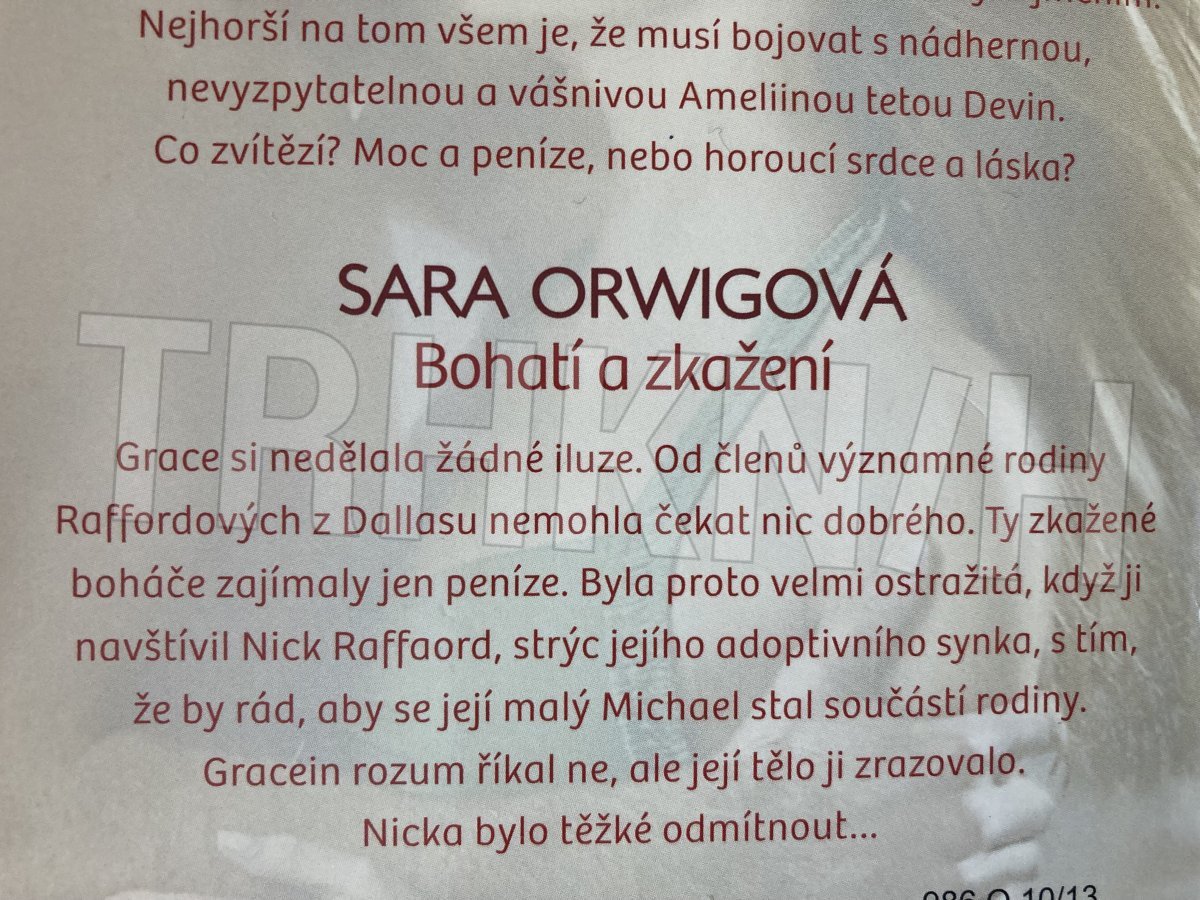 Nejhorší na tom všem je, že musí bojovat s nádhernou,
nevyzpytatelnou a vášnivou Ameliinou tetou Devin.
Co zvítězí? Moc a peníze, nebo horoucí srdce a láska?
SARA ORWIGOVÁ
Bohatí a zkažení
TRHKNIH
Grace si nedělala žádné iluze. Od členů významné rodiny
Raffordových z Dallasu nemohla čekat nic dobrého. Ty zkažené
boháče zajímaly jen peníze. Byla proto velmi ostražitá, když ji
navštívil Nick Raffaord, strýc jejího adoptivního synka, s tím,
že by rád, aby se její malý Michael stal součástí rodiny.
Gracein rozum říkal ne, ale její tělo ji zrazovalo.
Nicka bylo těžké odmítnout...
10/13